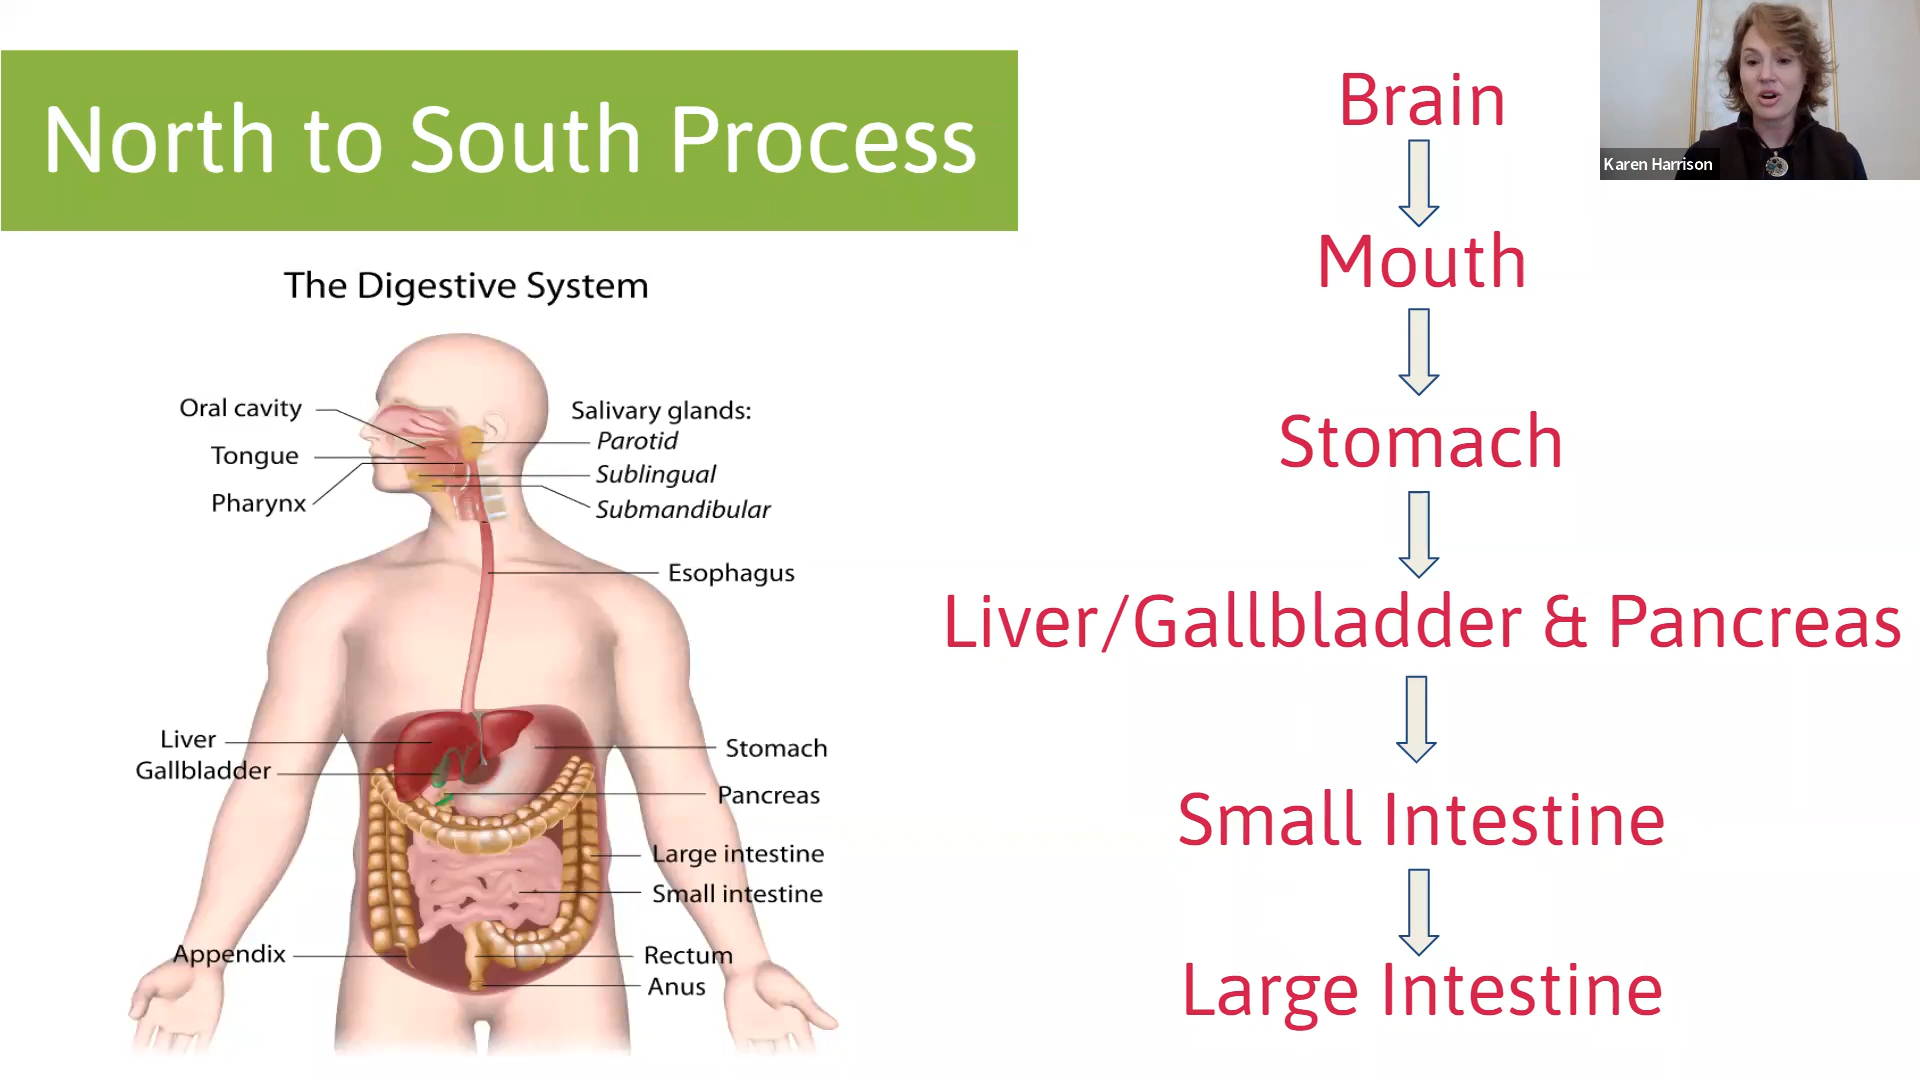 North to South Process
The Digestive System
Oral cavity
Tongue
Pharynx
Salivary glands:
Parotid
Sublingual
Submandibular
Esophagus
Liver
Gallbladder
Stomach
Pancreas
Large intestine
Small intestine
Appendix
Rectum
Anus
Brain
Mouth
Stomach
Liver/Gallbladder & Pancreas
Small Intestine
Large Intestine
Karen Harrison